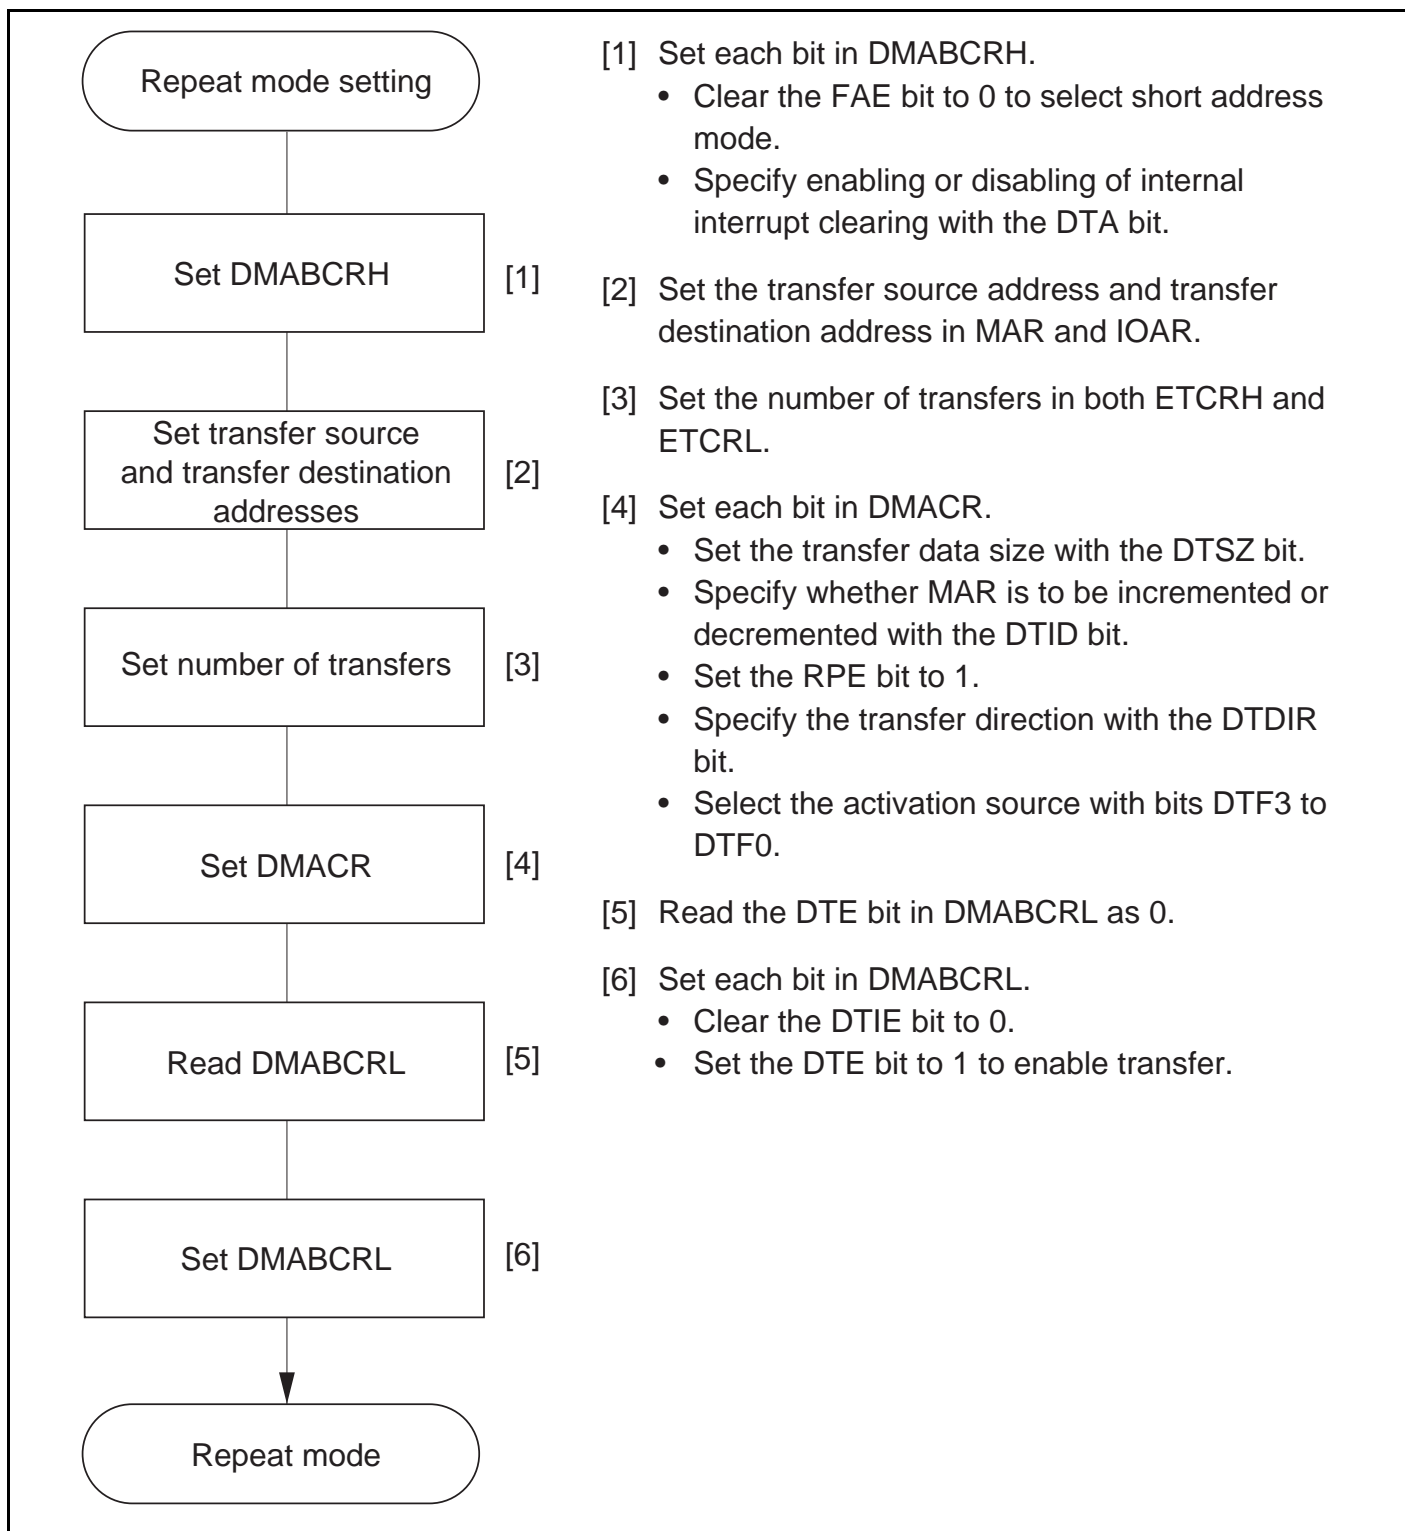 Repeat mode setting
Set DMABCRH
[1]
Set transfer source
and transfer destination
addresses
[2]
Set number of transfers
[3]
Set DMACR
[4]
Read DMABCRL
[5]
Set DMABCRL
[6]
Repeat mode
[1] Set each bit in DMABCRH.
• Clear the FAE bit to 0 to select short address
mode.
• Specify enabling or disabling of internal
interrupt clearing with the DTA bit.
[2] Set the transfer source address and transfer
destination address in MAR and IOAR.
[3] Set the number of transfers in both ETCRH and
ETCRL.
[4] Set each bit in DMACR.
• Set the transfer data size with the DTSZ bit.
• Specify whether MAR is to be incremented or
decremented with the DTID bit.
• Set the RPE bit to 1.
• Specify the transfer direction with the DTDIR
bit.
• Select the activation source with bits DTF3 to
DTF0.
[5] Read the DTE bit in DMABCRL as 0.
[6] Set each bit in DMABCRL.
• Clear the DTIE bit to 0.
• Set the DTE bit to 1 to enable transfer.